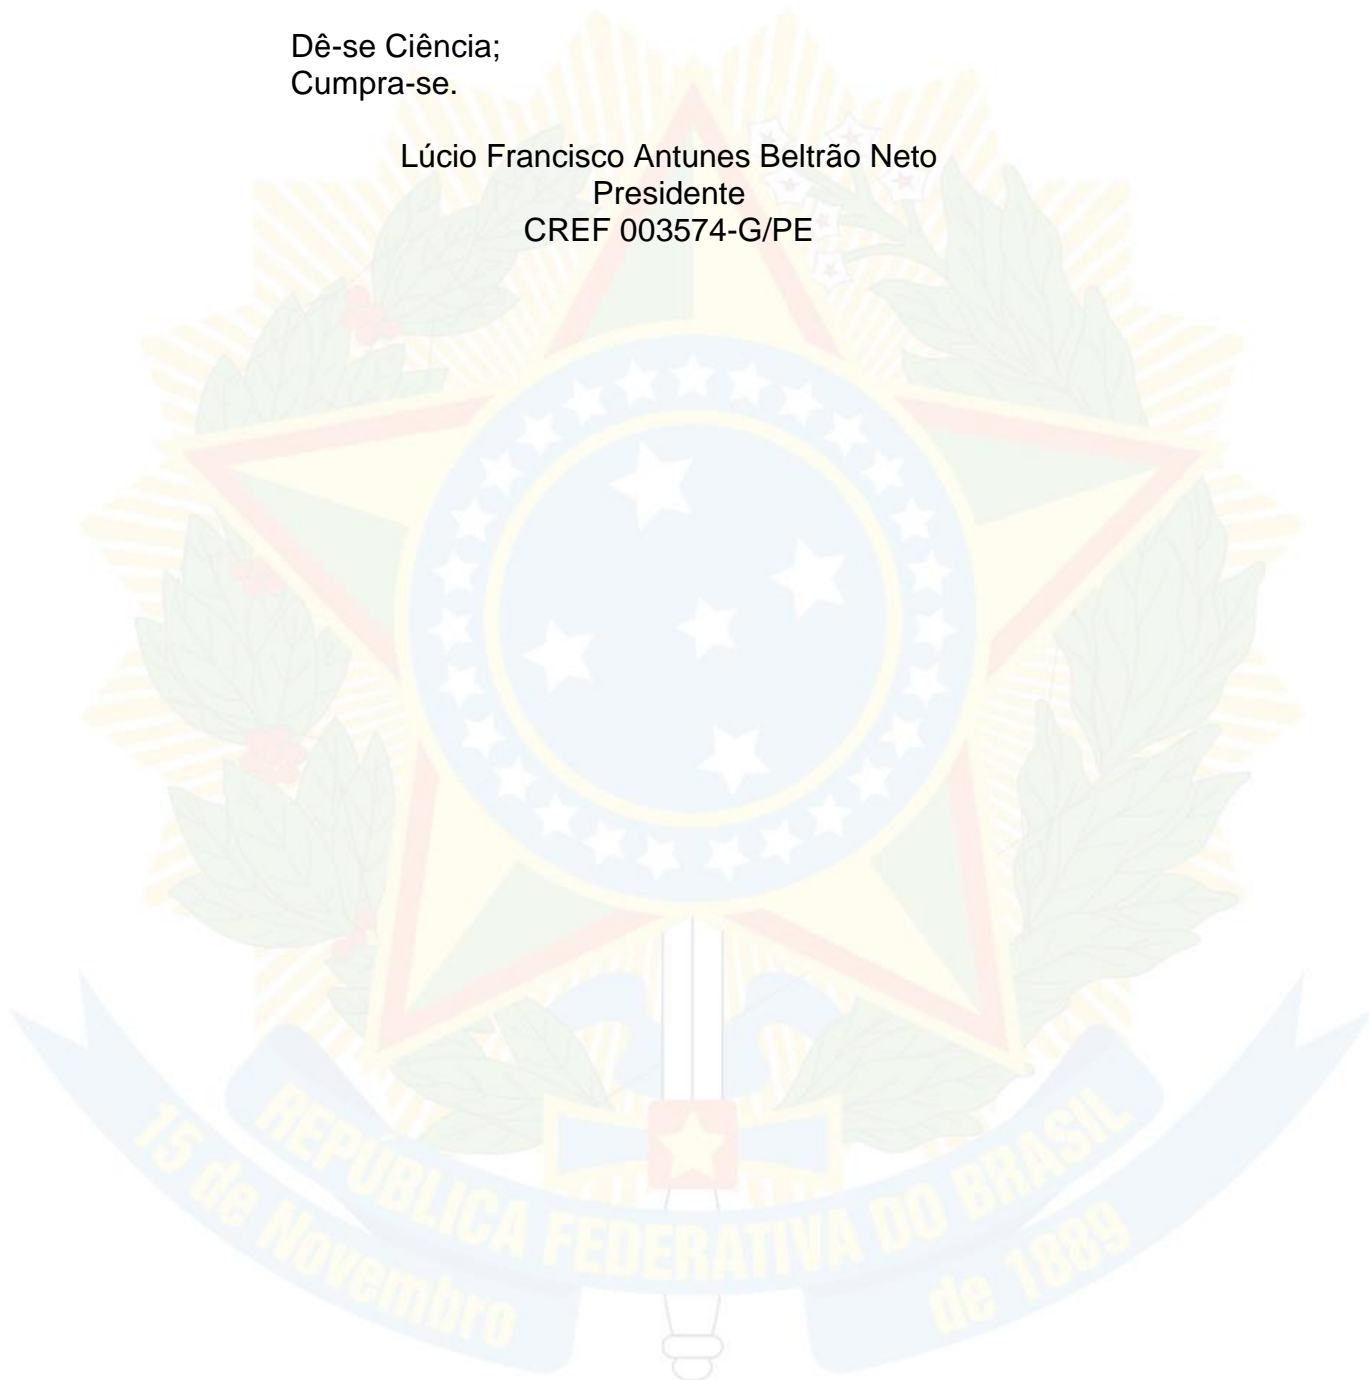 Dê-se Ciência;
Cumpra-se.
Lúcio Francisco Antunes Beltrão Neto
Presidente
CREF 003574-G/PE
REPUBLICA FEDERATIVA DO BRASIL
15 de Novembro
de 1889